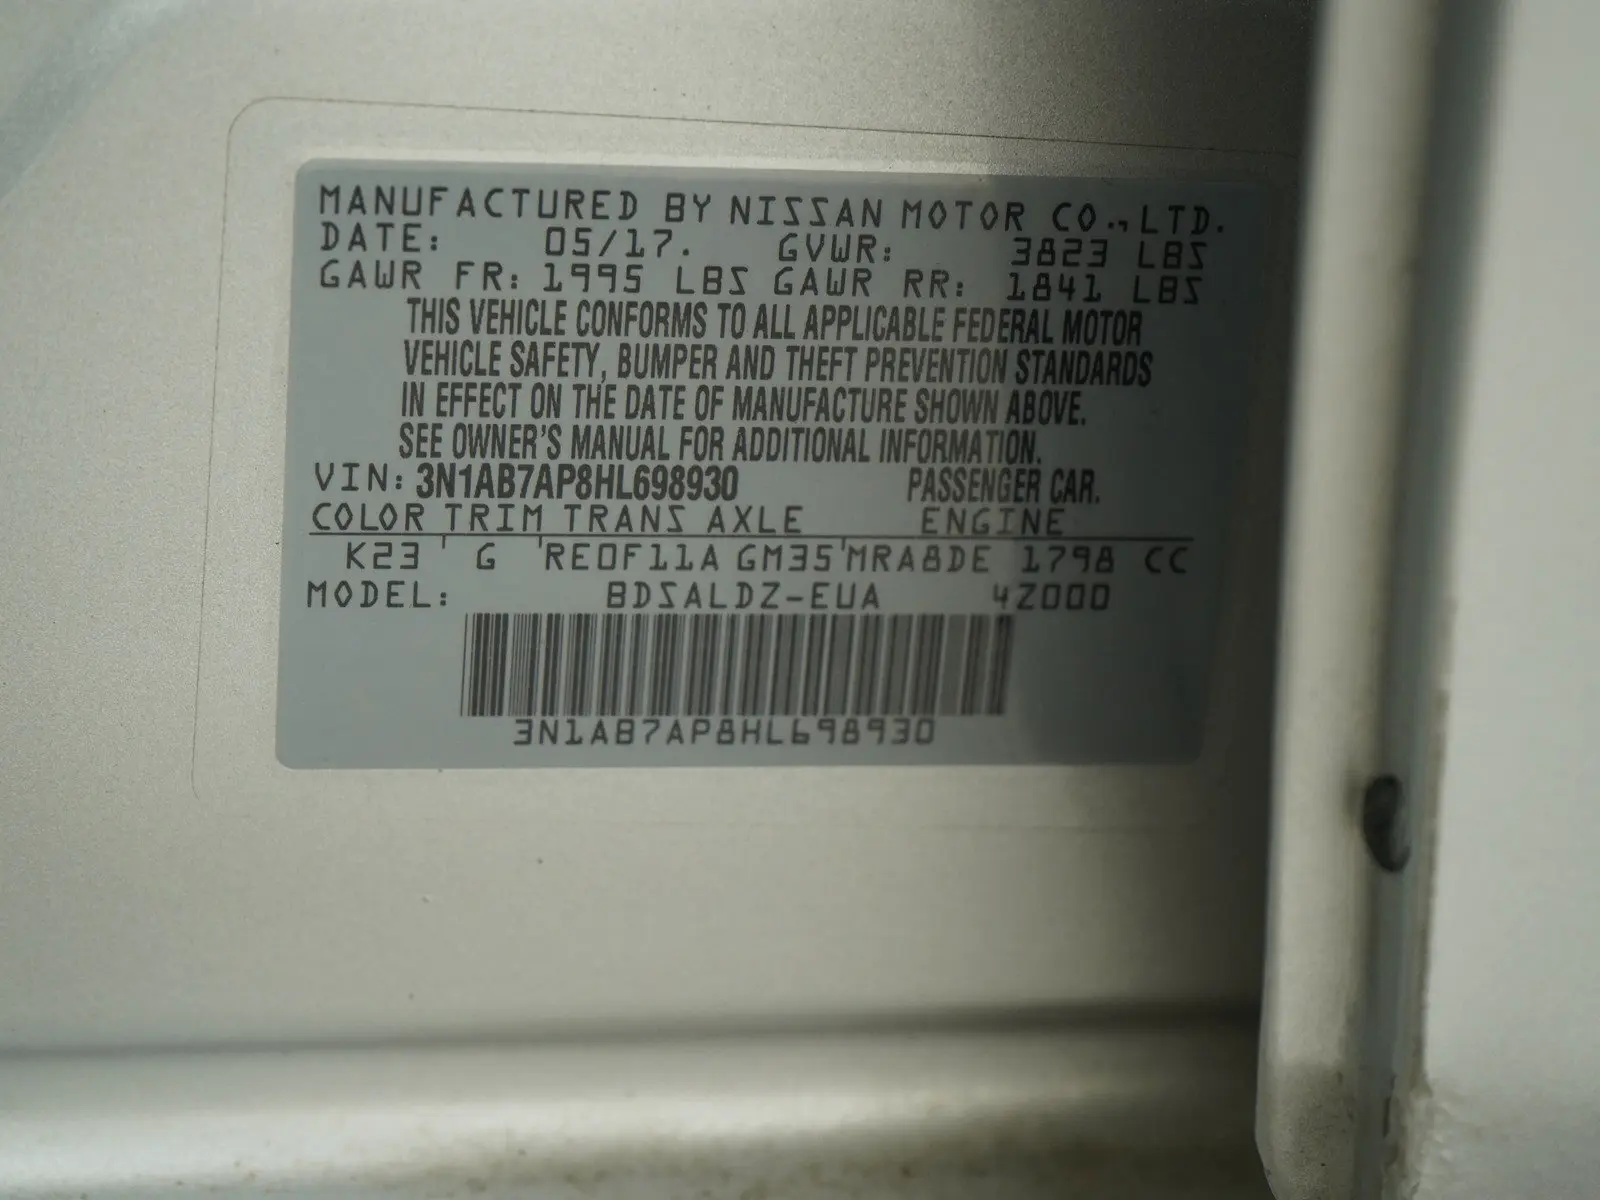 MANUFACTURED BY NISSAN MOTOR CO., LTD.
DATE: 05/17. GVWR: 3823 LBS
GAWR FR: 1995 LBS GAWR RR: 1841 LBS
THIS VEHICLE CONFORMS TO ALL APPLICABLE FEDERAL MOTOR
VEHICLE SAFETY, BUMPER AND THEFT PREVENTION STANDARDS
IN EFFECT ON THE DATE OF MANUFACTURE SHOWN ABOVE.
SEE OWNER'S MANUAL FOR ADDITIONAL INFORMATION.
VIN: 3N1AB7AP8HL698930 PASSENGER CAR.
COLOR TRIM TRANS AXLE ENGINE
K23 G RE0F11A GM35 MRA8DE 1798 CC
MODEL: BDSALDZ-EUA 4Z000
3N1AB7AP8HL698930